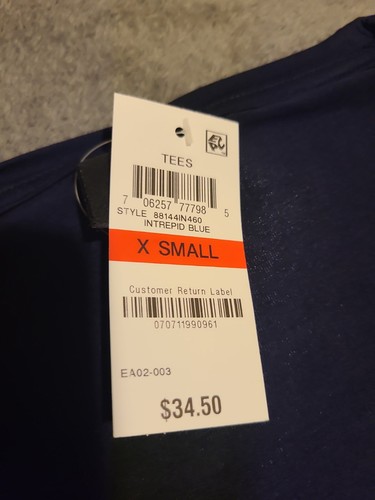 TEES
7 06257 77798 5
STYLE 88144IN460
INTREPID BLUE
X SMALL
Customer Return Label
070711990961
EA02-003
$34.50